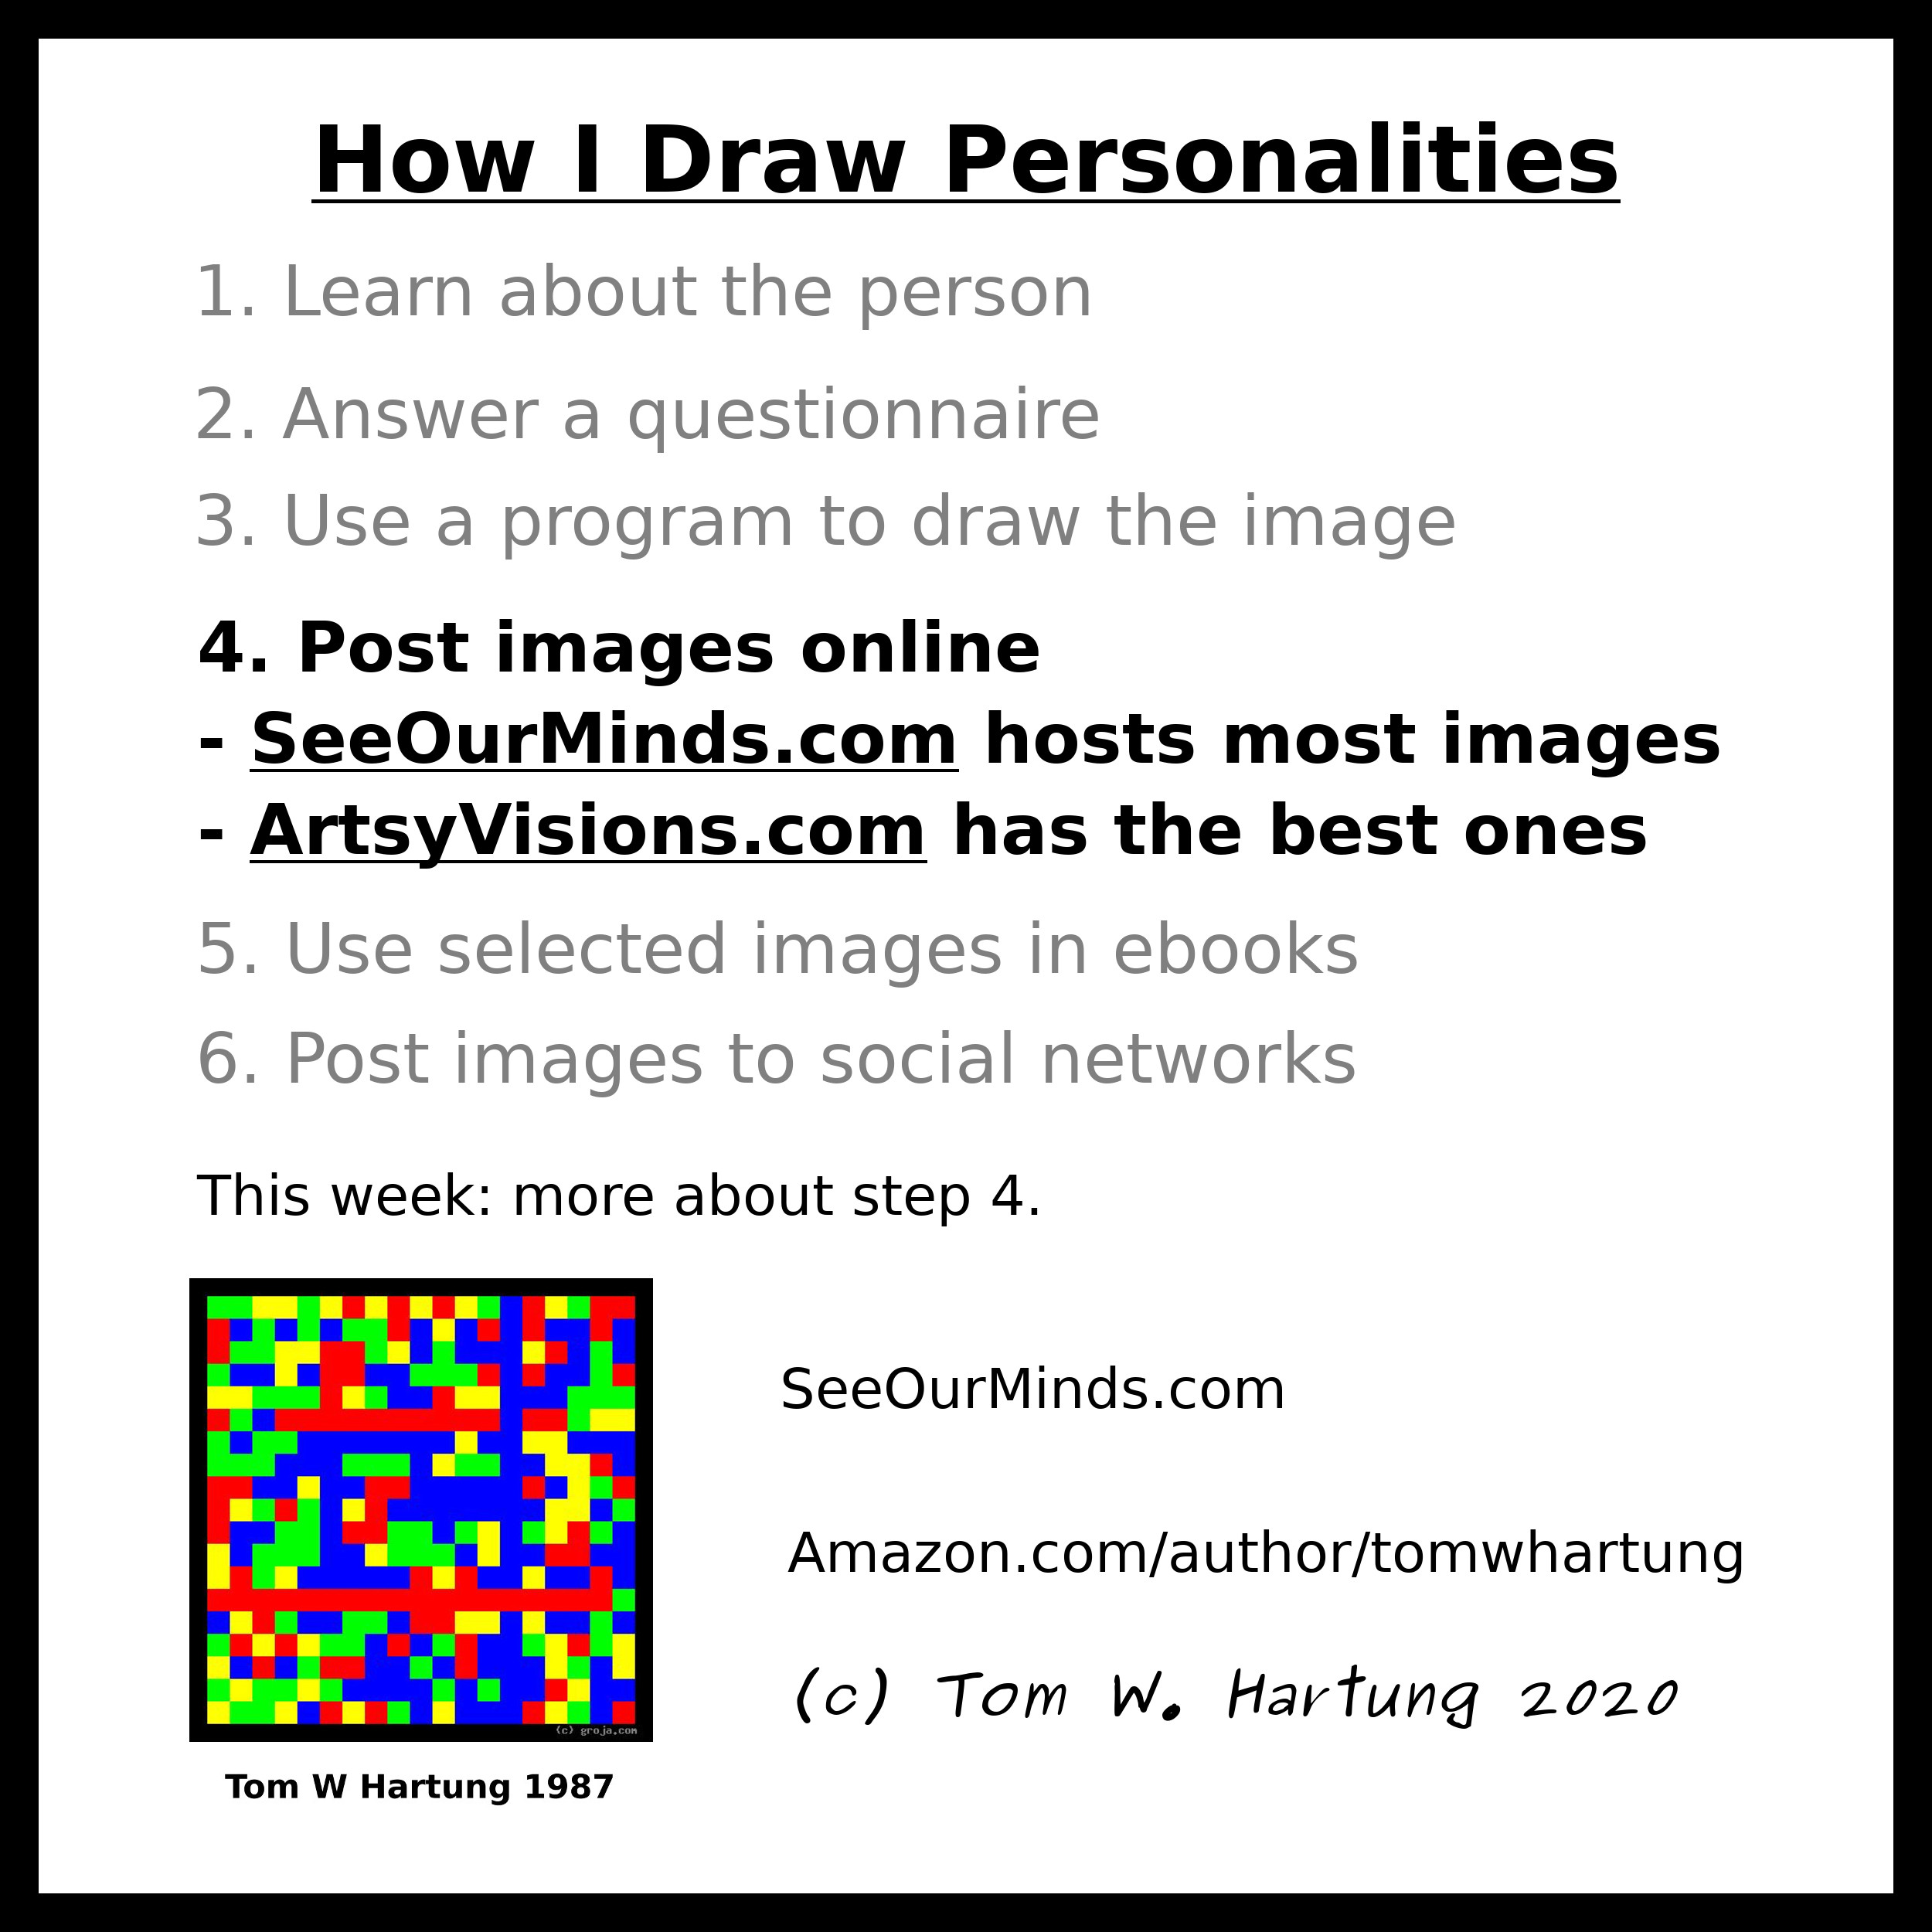 How I Draw Personalities
1. Learn about the person
2. Answer a questionnaire
3. Use a program to draw the image
4. Post images online
- SeeOurMinds.com hosts most images
- ArtsyVisions.com has the best ones
5. Use selected images in ebooks
6. Post images to social networks
This week: more about step 4.
(c) groja.com
Tom W Hartung 1987
SeeOurMinds.com
Amazon.com/author/tomwhartung
(c) Tom W. Hartung 2020